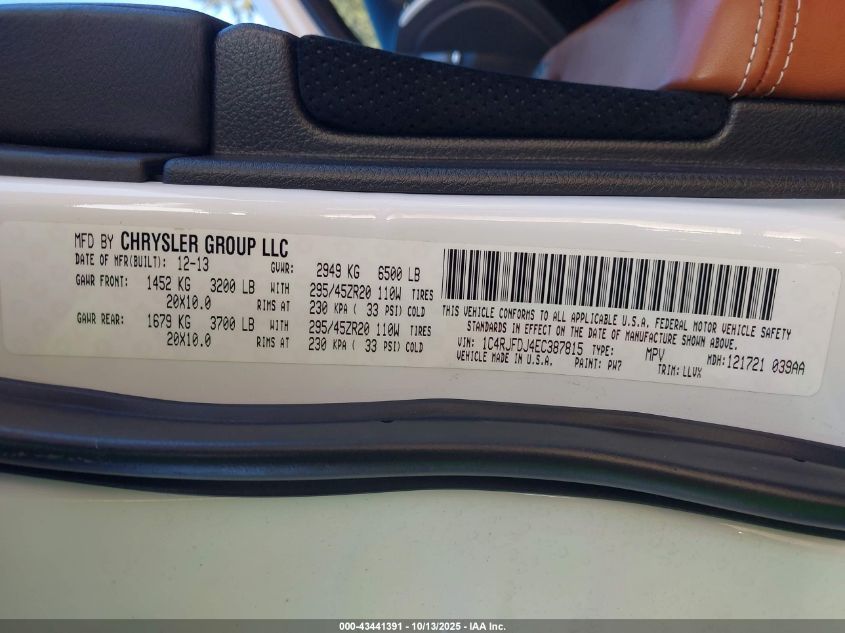 MFD BY CHRYSLER GROUP LLC
DATE OF MFR(BUILT): 12-13 GVWR: 2949 KG 6500 LB
GAWR FRONT: 1452 KG 3200 LB WITH 295/45ZR20 110W TIRES
20X10.0 RIMS AT 230 KPA ( 33 PSI) COLD
GAWR REAR: 1679 KG 3700 LB WITH 295/45ZR20 110W TIRES
20X10.0 RIMS AT 230 KPA ( 33 PSI) COLD
THIS VEHICLE CONFORMS TO ALL APPLICABLE U.S.A. FEDERAL MOTOR VEHICLE SAFETY
STANDARDS IN EFFECT ON THE DATE OF MANUFACTURE SHOWN ABOVE.
VIN: 1C4RJFDJ4EC387815 TYPE: MPV MDH: 121721 039AA
VEHICLE MADE IN U.S.A. PAINT: PW7 TRIM: LLVX
000-43441391 - 10/13/2025 - IAA Inc.